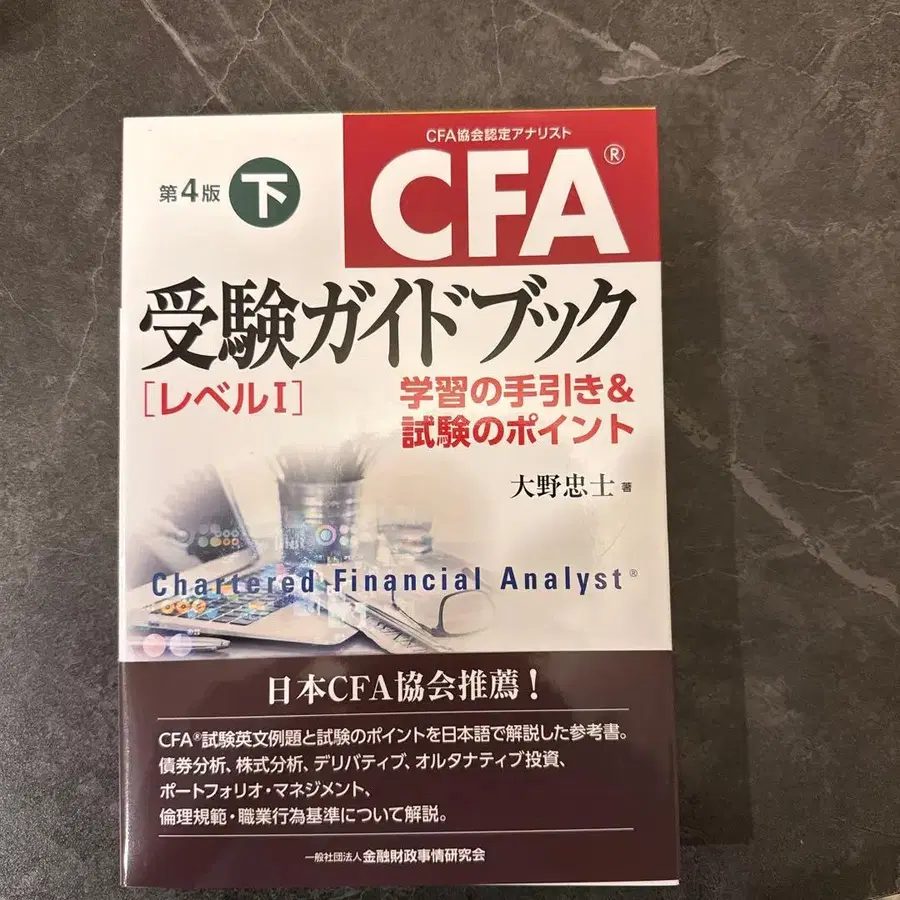 CFA協会認定アナリスト
CFA®
第4版 下
受験ガイドブック
[レベルI]
学習の手引き&
試験のポイント
大野忠士 著
Chartered Financial Analyst®
日本CFA協会推薦!
CFA®試験英文例題と試験のポイントを日本語で解説した参考書。
債券分析、株式分析、デリバティブ、オルタナティブ投資、
ポートフォリオ・マネジメント、
倫理規範・職業行為基準について解説。
一般社団法人 金融財政事情研究会